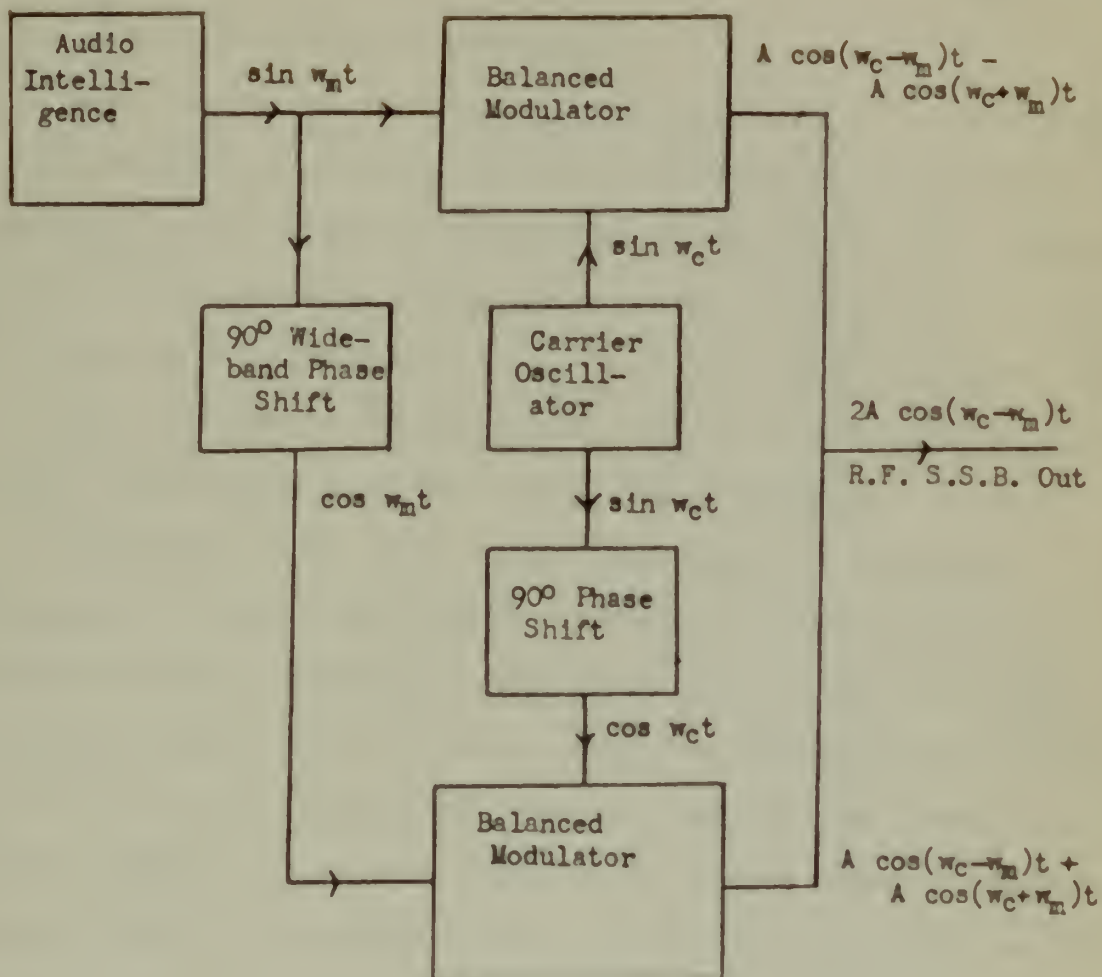 Audio
Intelli-
gence
sin w_m t
Balanced
Modulator
A cos(w_c-w_m)t -
A cos(w_c+w_m)t
sin w_c t
90° Wide-
band Phase
Shift
Carrier
Oscill-
ator
2A cos(w_c-w_m)t
R.F. S.S.B. Out
cos w_m t
sin w_c t
90° Phase
Shift
cos w_c t
Balanced
Modulator
A cos(w_c-w_m)t +
A cos(w_c+w_m)t